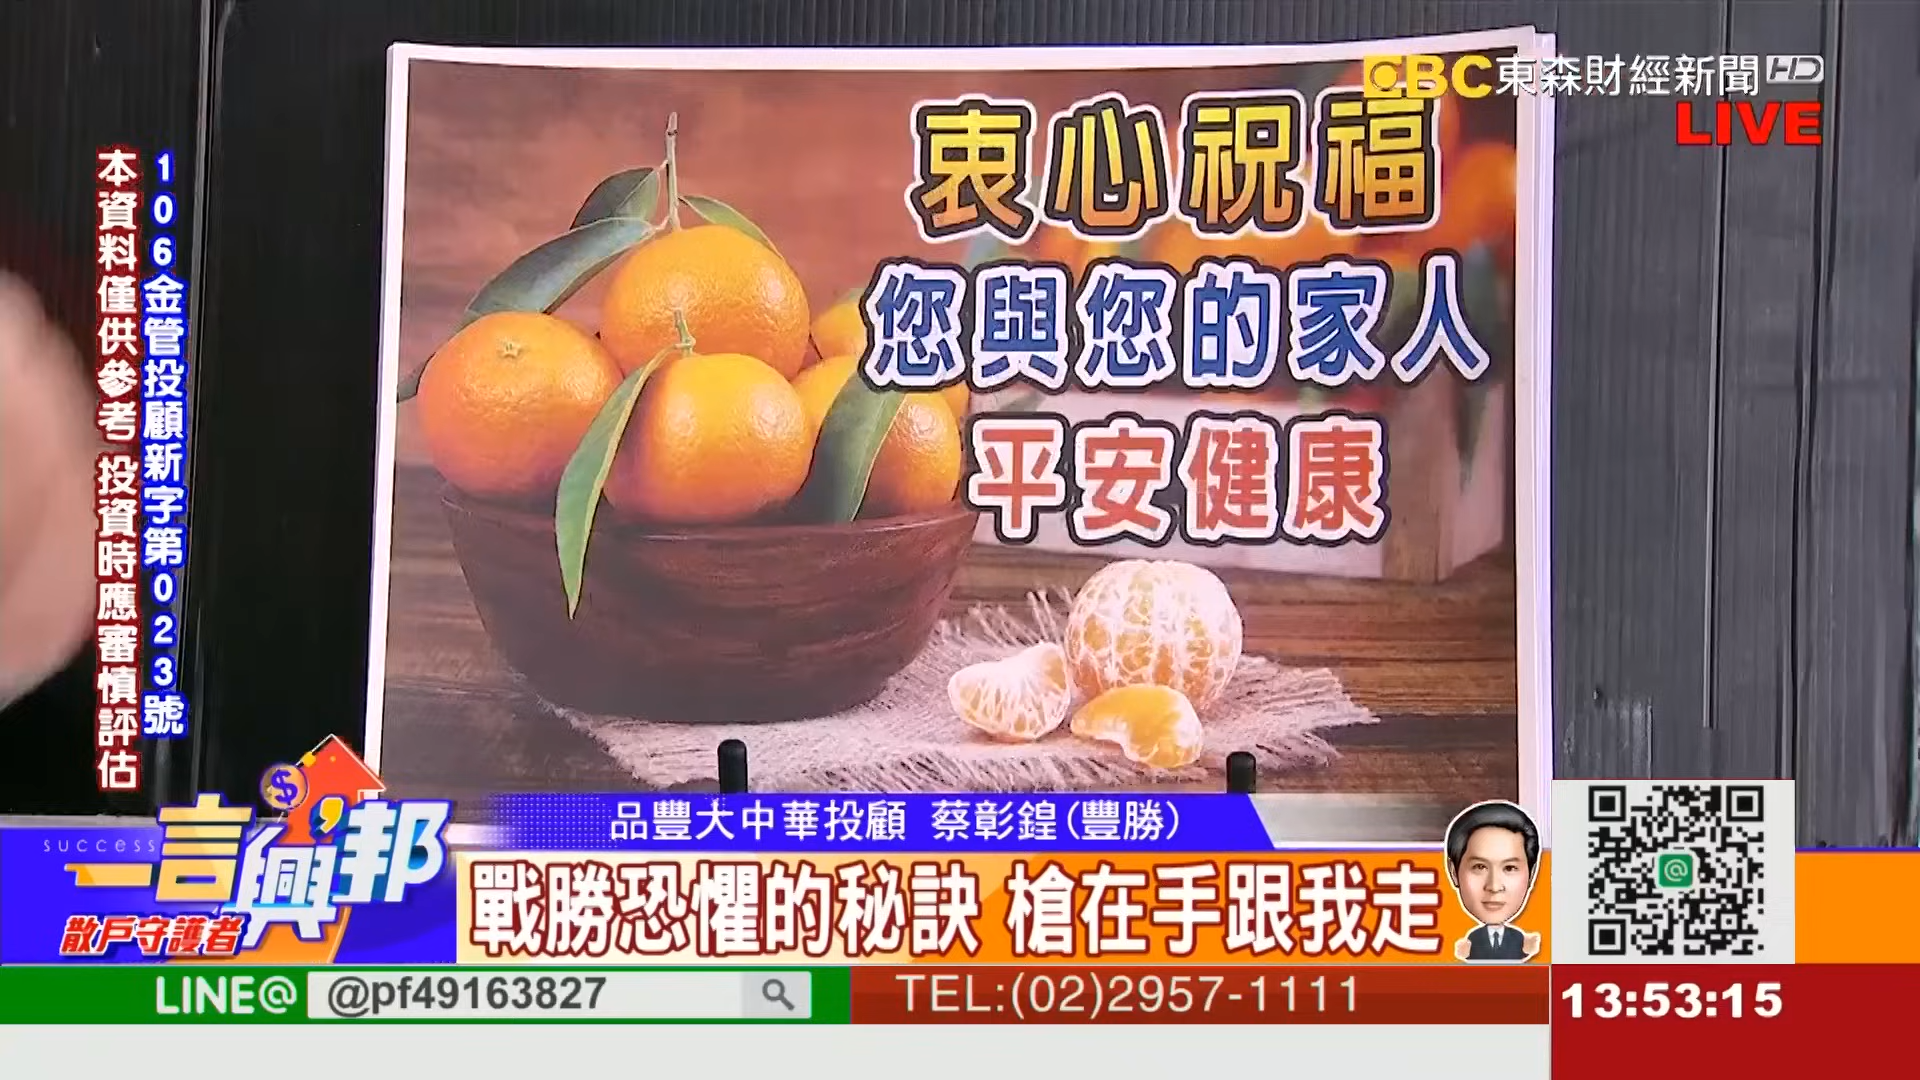 EBC東森財經新聞HD
LIVE
106金管投顧新字第023號
本資料僅供參考 投資時應審慎評估
衷心祝福
您與您的家人
平安健康
success
一言興邦
散戶守護者
品豐大中華投顧 蔡彰鍠(豐勝)
戰勝恐懼的秘訣 槍在手跟我走
LINE@ @pf49163827
TEL:(02)2957-1111
13:53:15